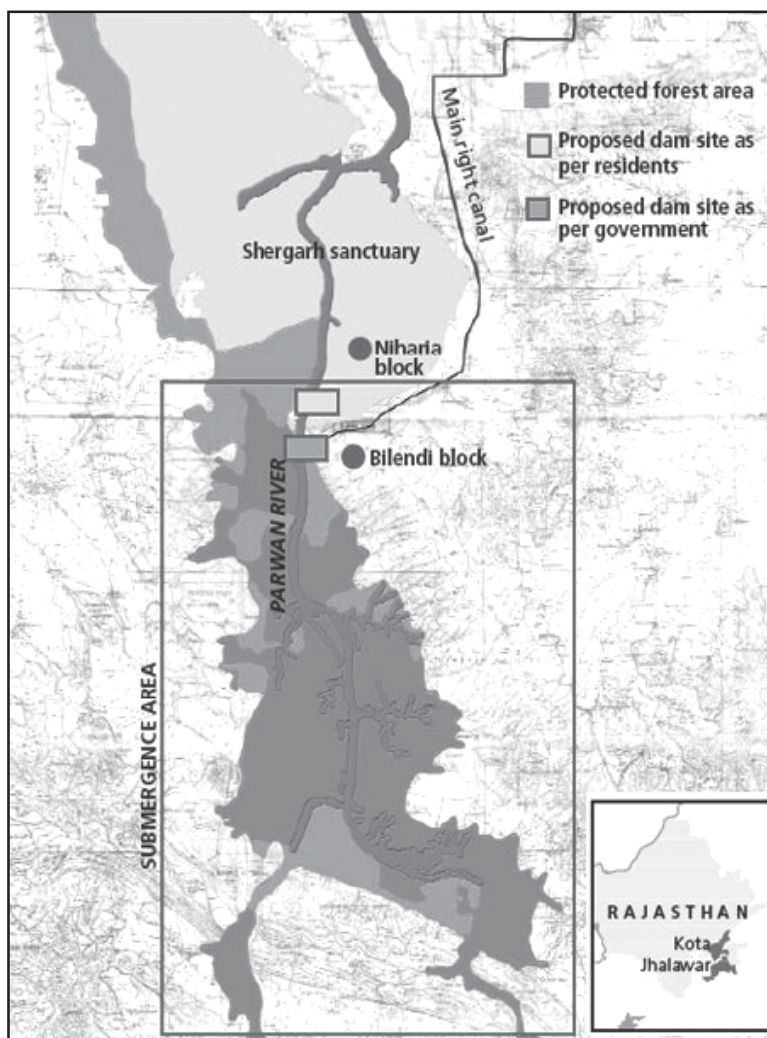 Protected forest area
Proposed dam site as
per residents
Proposed dam site as
per government
Main right canal
Shergarh sanctuary
Niharia
block
Bilendi block
PARWAN RIVER
SUBMERGENCE AREA
RAJASTHAN
Kota
Jhalawar